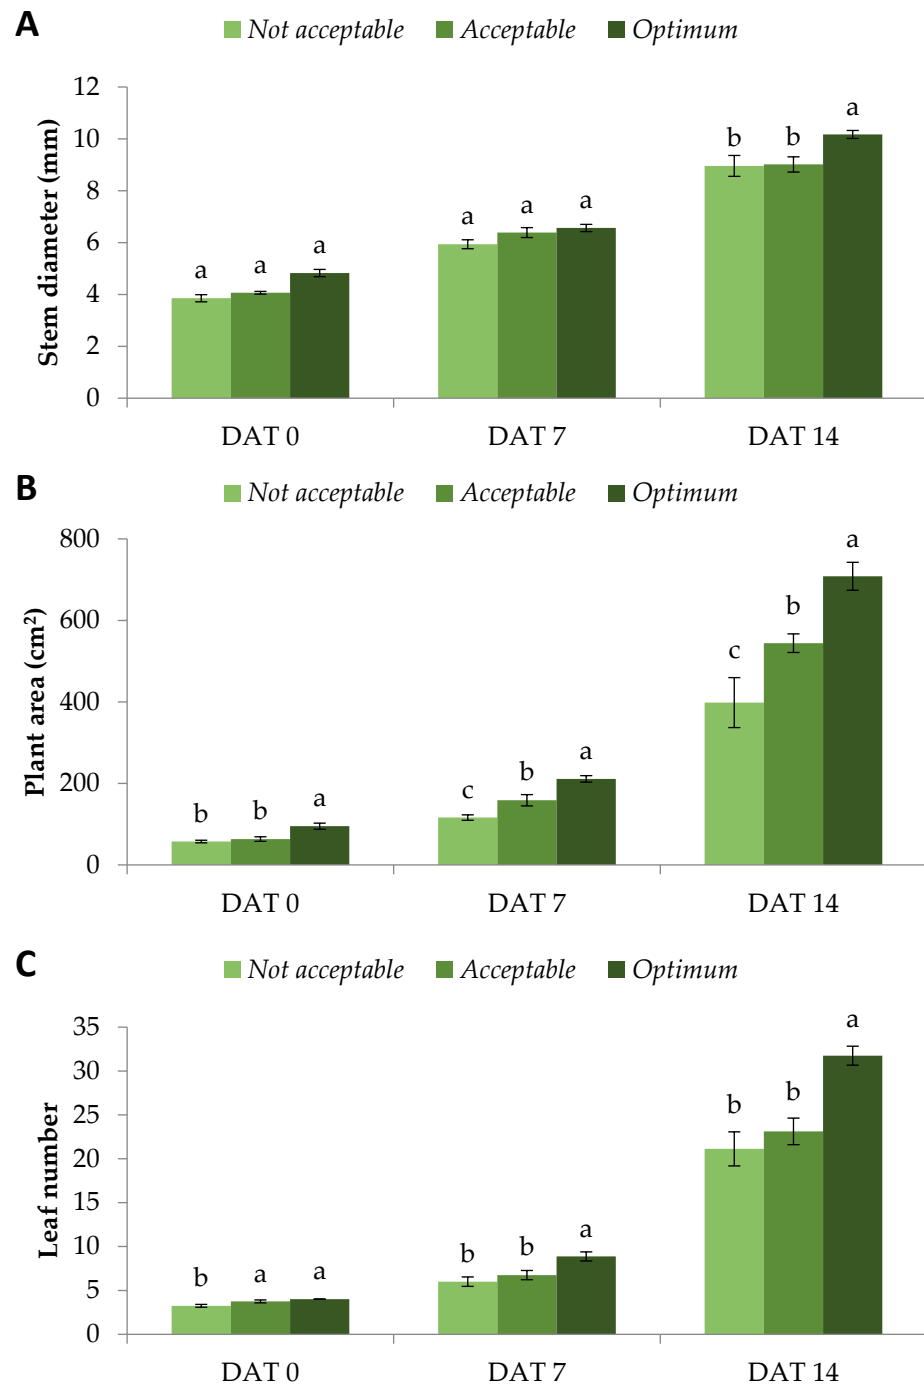 A
Not acceptable Acceptable Optimum
12
a
10
b b
8
a a a
6
a a a
4
2
0
Stem diameter (mm)
DAT 0 DAT 7 DAT 14
B
Not acceptable Acceptable Optimum
800
a
b
600
c
400
a
200
b
c
a
b b
0
Plant area (cm²)
DAT 0 DAT 7 DAT 14
C
Not acceptable Acceptable Optimum
35
a
30
25
b b
20
15
10
a
b b
5
b a a
0
Leaf number
DAT 0 DAT 7 DAT 14